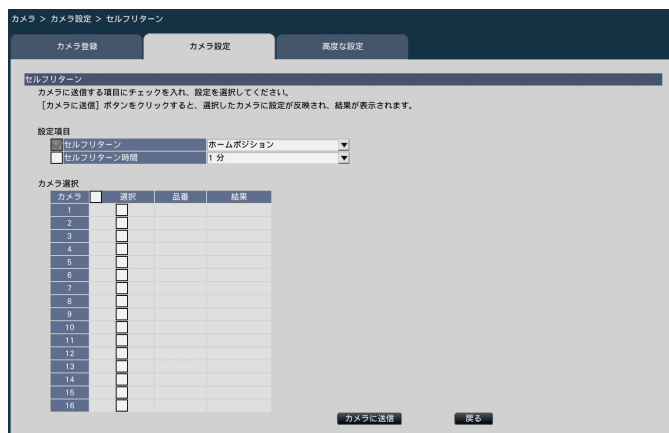 カメラ > カメラ設定 > セルフリターン
カメラ登録 カメラ設定 高度な設定
セルフリターン
カメラに送信する項目にチェックを入れ、設定を選択してください。
［カメラに送信］ボタンをクリックすると、選択したカメラに設定が反映され、結果が表示されます。
設定項目
セルフリターン ホームポジション
セルフリターン時間 1 分
カメラ選択
カメラ 選択 品番 結果
1
2
3
4
5
6
7
8
9
10
11
12
13
14
15
16
カメラに送信 戻る